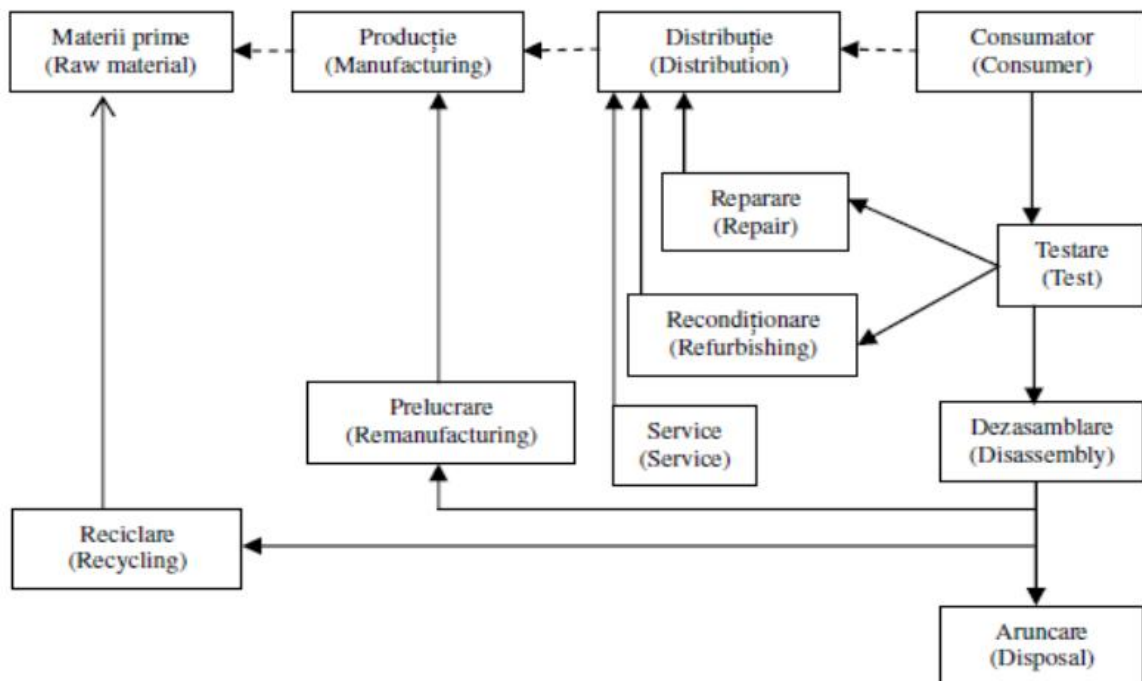 Materii prime
(Raw material)
Producție
(Manufacturing)
Distribuție
(Distribution)
Consumator
(Consumer)
Reparare
(Repair)
Testare
(Test)
Recondiționare
(Refurbishing)
Prelucrare
(Remanufacturing)
Service
(Service)
Dezasamblare
(Disassembly)
Reciclare
(Recycling)
Aruncare
(Disposal)